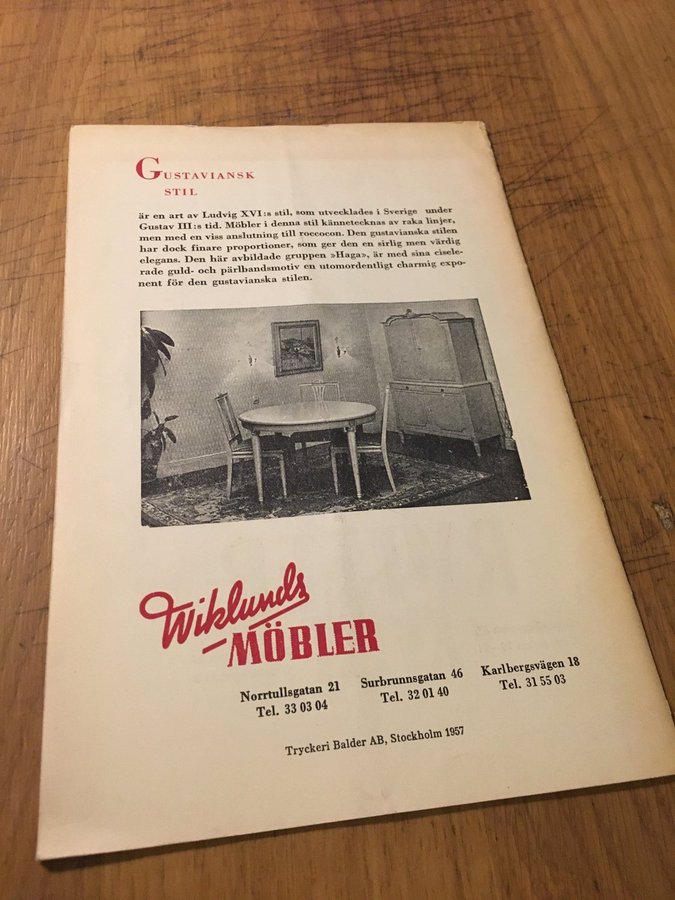 GUSTAVIANSK
STIL
är en art av Ludvig XVI:s stil, som utvecklades i Sverige under
Gustav III:s tid. Möbler i denna stil kännetecknas av raka linjer,
men med en viss anslutning till roccocon. Den gustavianska stilen
har dock finare proportioner, som ger den en sirlig men värdig
elegans. Den här avbildade gruppen »Haga», är med sina cisele-
rade guld- och pärlbandsmotiv en utomordentligt charmig expo-
nent för den gustavianska stilen.
Wiklunds
MÖBLER
Norrtullsgatan 21 Surbrunnsgatan 46 Karlbergsvägen 18
Tel. 33 03 04 Tel. 32 01 40 Tel. 31 55 03
Tryckeri Balder AB, Stockholm 1957